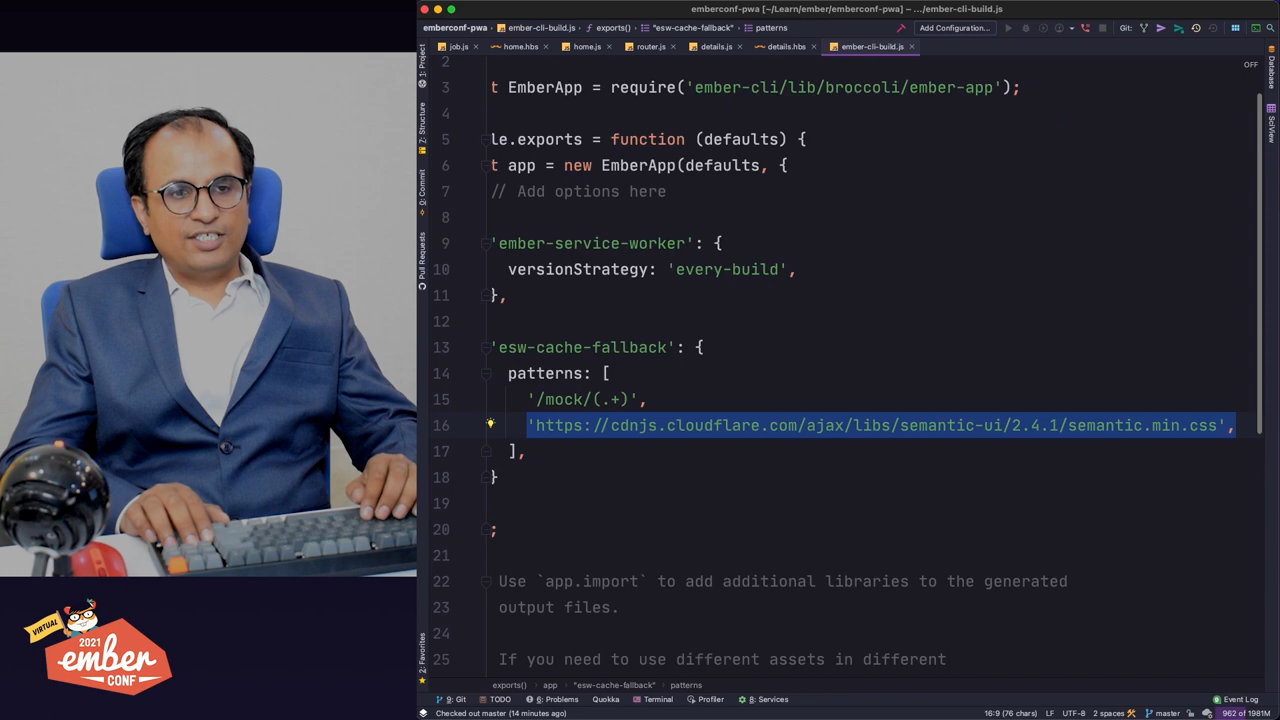 emberconf-pwa [~/Learn/ember/emberconf-pwa] – .../ember-cli-build.js
emberconf-pwa ember-cli-build.js exports() "esw-cache-fallback" patterns Add Configuration... Git:
job.js home.hbs home.js router.js details.js details.hbs ember-cli-build.js
OFF
1: Project
7: Structure
0: Commit
Pull Requests
2: Favorites
Database
SciView
2
3 t EmberApp = require('ember-cli/lib/broccoli/ember-app');
4
5 le.exports = function (defaults) {
6 t app = new EmberApp(defaults, {
7 // Add options here
8
9 'ember-service-worker': {
10 versionStrategy: 'every-build',
11 },
12
13 'esw-cache-fallback': {
14 patterns: [
15 '/mock/(.+)',
16 'https://cdnjs.cloudflare.com/ajax/libs/semantic-ui/2.4.1/semantic.min.css',
17 ],
18 }
19
20 ;
21
22 Use `app.import` to add additional libraries to the generated
23 output files.
24
25 If you need to use different assets in different
exports() app "esw-cache-fallback" patterns
9: Git TODO 6: Problems Quokka Terminal Profiler 8: Services Event Log
Checked out master (14 minutes ago) 16:9 (76 chars) LF UTF-8 2 spaces master 962 of 1981M
VIRTUAL
2021
ember
CONF